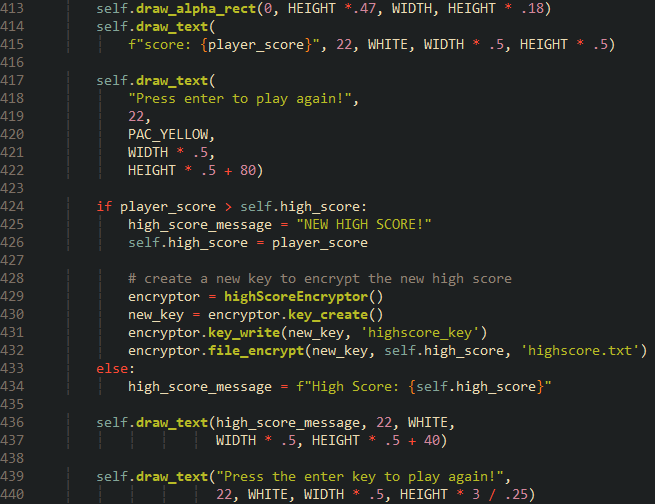 413 self.draw_alpha_rect(0, HEIGHT *.47, WIDTH, HEIGHT * .18)
414 self.draw_text(
415 f"score: {player_score}", 22, WHITE, WIDTH * .5, HEIGHT * .5)
416
417 self.draw_text(
418 "Press enter to play again!",
419 22,
420 PAC_YELLOW,
421 WIDTH * .5,
422 HEIGHT * .5 + 80)
423
424 if player_score > self.high_score:
425 high_score_message = "NEW HIGH SCORE!"
426 self.high_score = player_score
427
428 # create a new key to encrypt the new high score
429 encryptor = highScoreEncryptor()
430 new_key = encryptor.key_create()
431 encryptor.key_write(new_key, 'highscore_key')
432 encryptor.file_encrypt(new_key, self.high_score, 'highscore.txt')
433 else:
434 high_score_message = f"High Score: {self.high_score}"
435
436 self.draw_text(high_score_message, 22, WHITE,
437 WIDTH * .5, HEIGHT * .5 + 40)
438
439 self.draw_text("Press the enter key to play again!",
440 22, WHITE, WIDTH * .5, HEIGHT * 3 / .25)